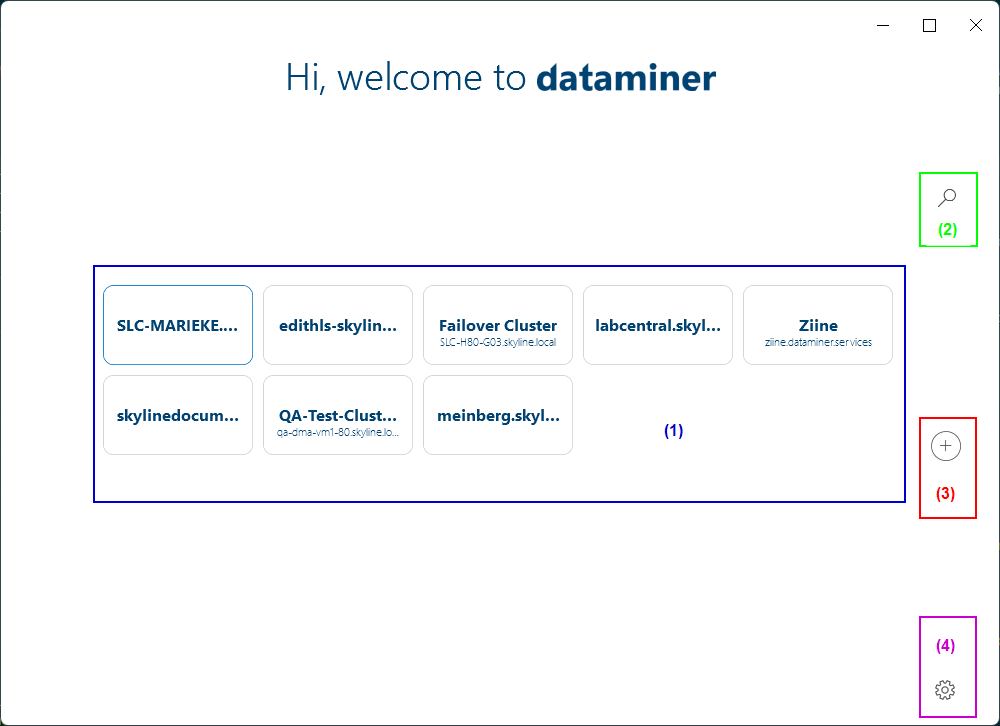 Hi, welcome to dataminer
(2)
SLC-MARIEKE....
edithls-skylin...
Failover Cluster
SLC-H80-G03.skyline.local
labcentral.skyl...
Ziine
ziine.dataminer.services
skylinedocum...
QA-Test-Clust...
qa-dma-vm1-80.skyline.lo...
meinberg.skyl...
(1)
(3)
(4)